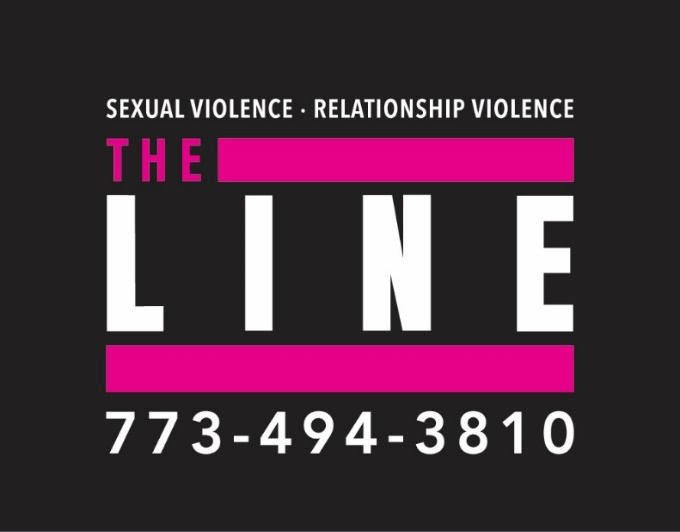 SEXUAL VIOLENCE · RELATIONSHIP VIOLENCE
THE
LINE
773-494-3810